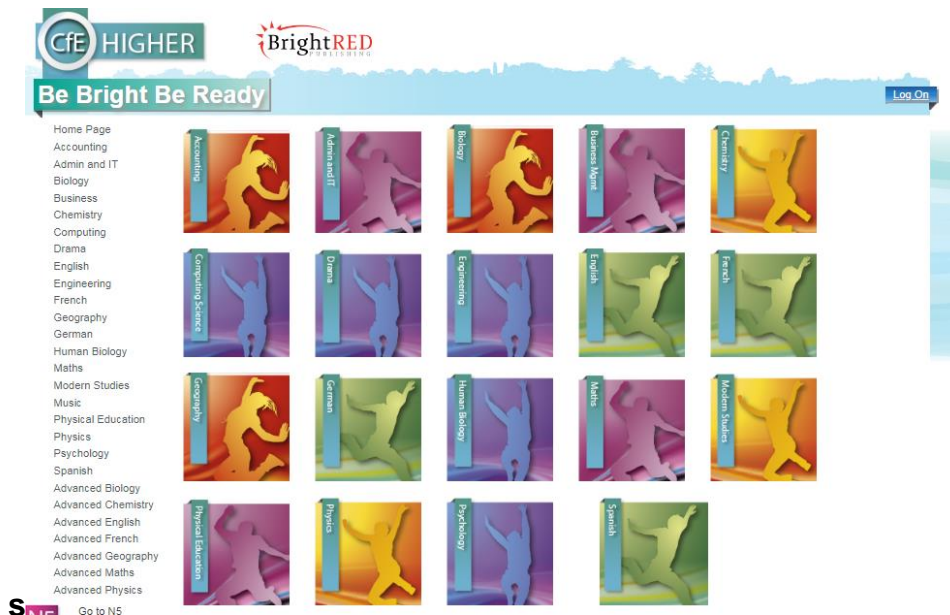 CfE HIGHER
BrightRED
PUBLISHING
Be Bright Be Ready
Log On
Home Page
Accounting
Admin and IT
Biology
Business
Chemistry
Computing
Drama
English
Engineering
French
Geography
German
Human Biology
Maths
Modern Studies
Music
Physical Education
Physics
Psychology
Spanish
Advanced Biology
Advanced Chemistry
Advanced English
Advanced French
Advanced Geography
Advanced Maths
Advanced Physics
s
N5
Go to N5
Accounting
Admin and IT
Biology
Business Mgmt
Chemistry
Computing Science
Drama
Engineering
English
French
Geography
German
Human Biology
Maths
Modern Studies
Physical Education
Physics
Psychology
Spanish